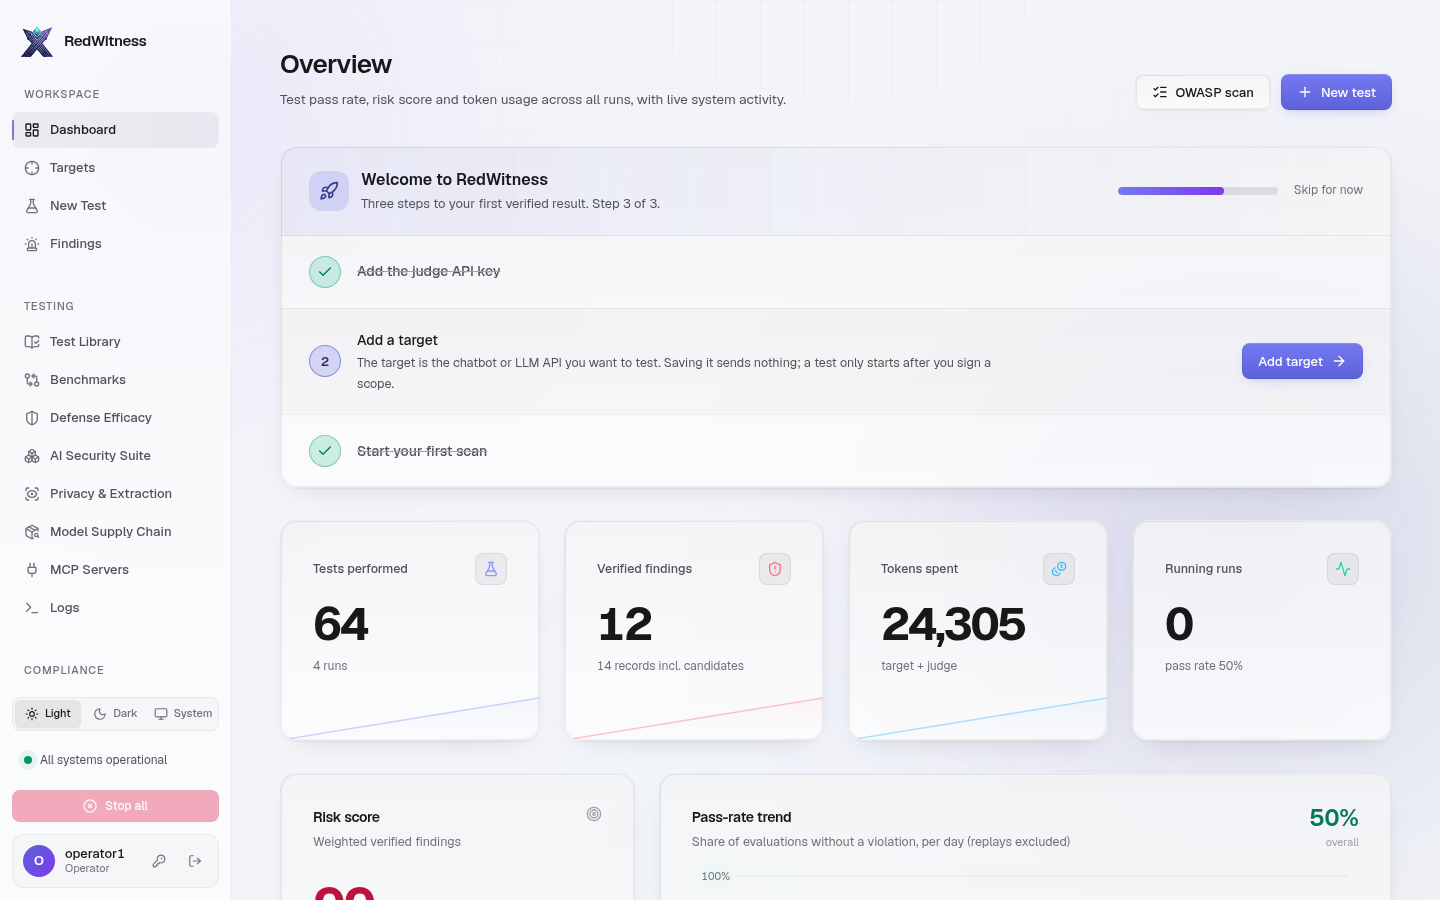 RedWitness
WORKSPACE
Dashboard
Targets
New Test
Findings
TESTING
Test Library
Benchmarks
Defense Efficacy
AI Security Suite
Privacy & Extraction
Model Supply Chain
MCP Servers
Logs
COMPLIANCE
Light
Dark
System
All systems operational
Stop all
O
operator1
Operator
Overview
Test pass rate, risk score and token usage across all runs, with live system activity.
OWASP scan
New test
Welcome to RedWitness
Three steps to your first verified result. Step 3 of 3.
Skip for now
Add the judge API key
2
Add a target
The target is the chatbot or LLM API you want to test. Saving it sends nothing; a test only starts after you sign a
scope.
Add target
Start your first scan
Tests performed
64
4 runs
Verified findings
12
14 records incl. candidates
Tokens spent
24,305
target + judge
Running runs
0
pass rate 50%
Risk score
Weighted verified findings
Pass-rate trend
Share of evaluations without a violation, per day (replays excluded)
50%
overall
100%